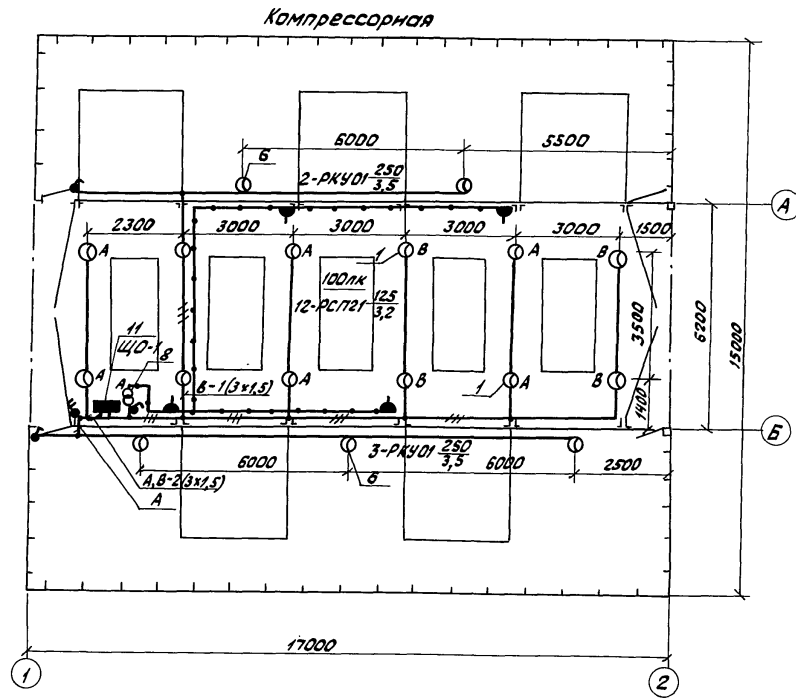 Компрессорная
6000
5500
6
2-РКУ01 250/3,5
А
2300
3000
3000
3000
3000
1500
А
А
1
В
А
В
100лк
12-РСП21 125/3,2
3500
6200
15000
11
ЩО-1
8
А
А
А
В
1
А
В
В-1(3х1,5)
1400
Б
3-РКУ01 250/3,5
6000
6000
2500
А,В-2(3х1,5)
А
6
17000
1
2